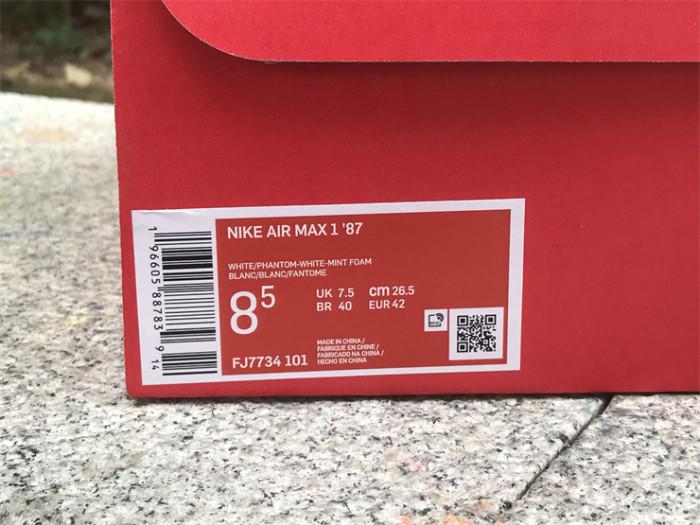 NIKE AIR MAX 1 '87
WHITE/PHANTOM-WHITE-MINT FOAM
BLANC/BLANC/FANTOME
8⁵
UK 7.5 cm 26.5
BR 40 EUR 42
FJ7734 101
MADE IN CHINA /
FABRIQUE EN CHINE /
FABRICADO NA CHINA /
HECHO EN CHINA
1 96605 88783 9 14